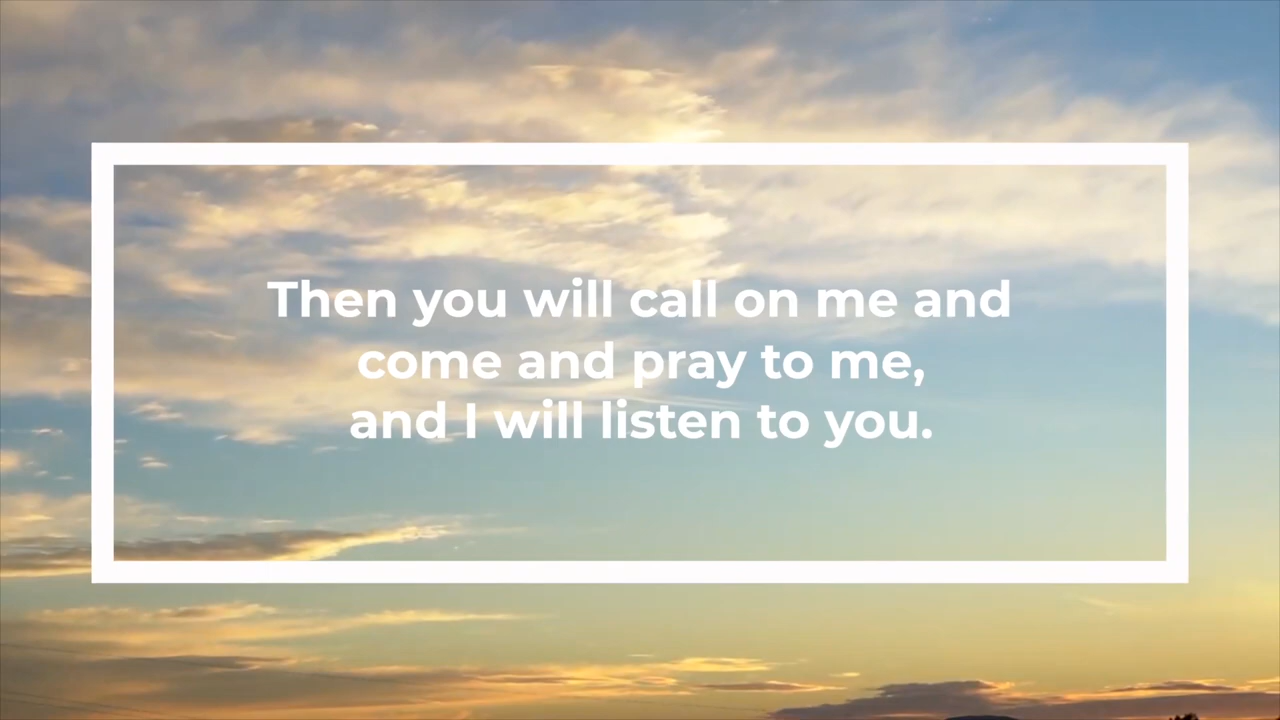 Then you will call on me and
come and pray to me,
and I will listen to you.